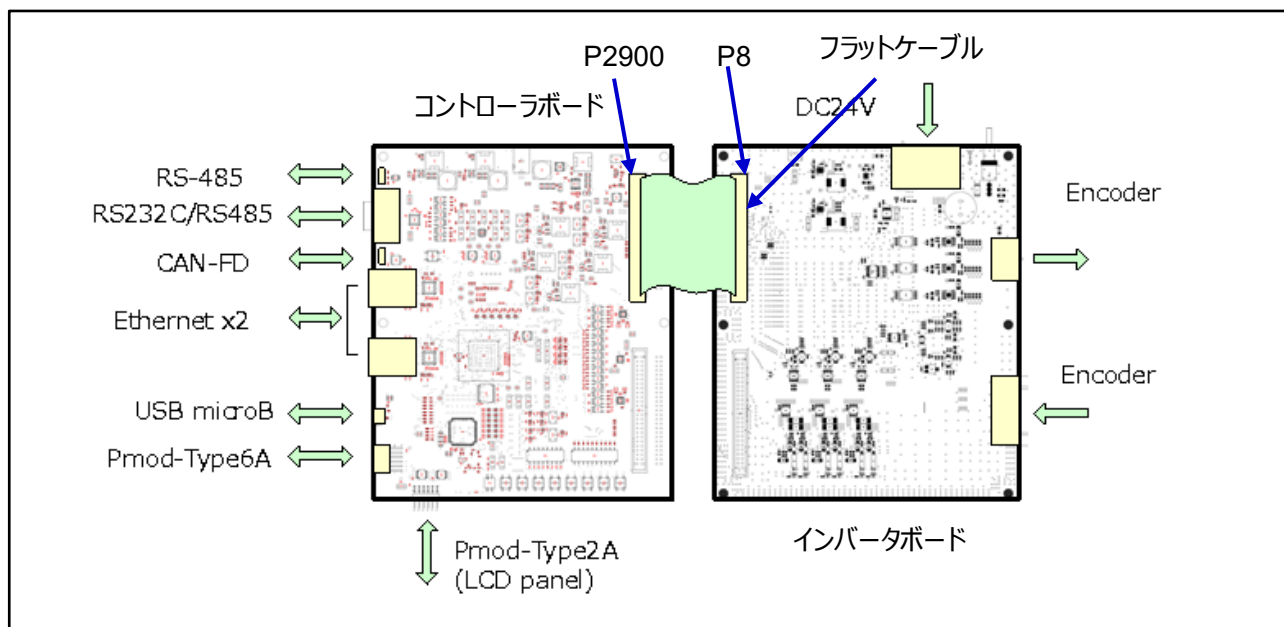 P2900
P8
フラットケーブル
コントローラボード
DC24V
RS-485
RS232C/RS485
CAN-FD
Ethernet x2
USB microB
Pmod-Type6A
Pmod-Type2A
(LCD panel)
Encoder
Encoder
インバータボード